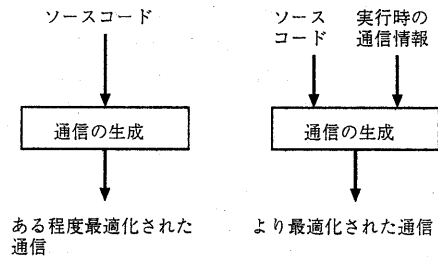 ソースコード
通信の生成
ある程度最適化された
通信
ソース
コード
実行時の
通信情報
通信の生成
より最適化された通信